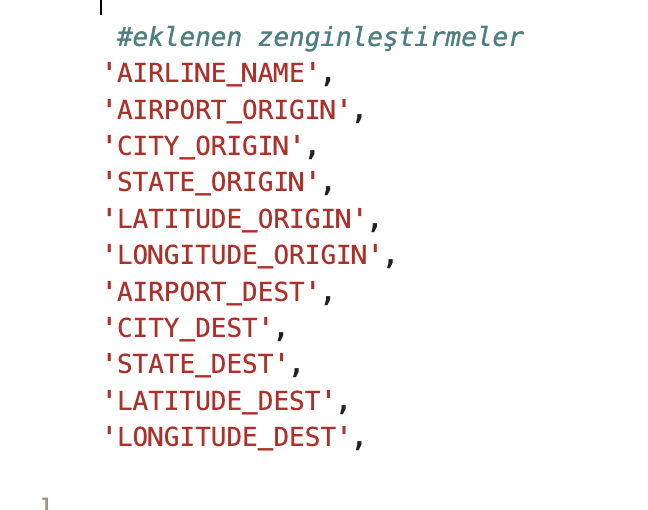 #eklenen zenginleştirmeler
'AIRLINE_NAME',
'AIRPORT_ORIGIN',
'CITY_ORIGIN',
'STATE_ORIGIN',
'LATITUDE_ORIGIN',
'LONGITUDE_ORIGIN',
'AIRPORT_DEST',
'CITY_DEST',
'STATE_DEST',
'LATITUDE_DEST',
'LONGITUDE_DEST',
]